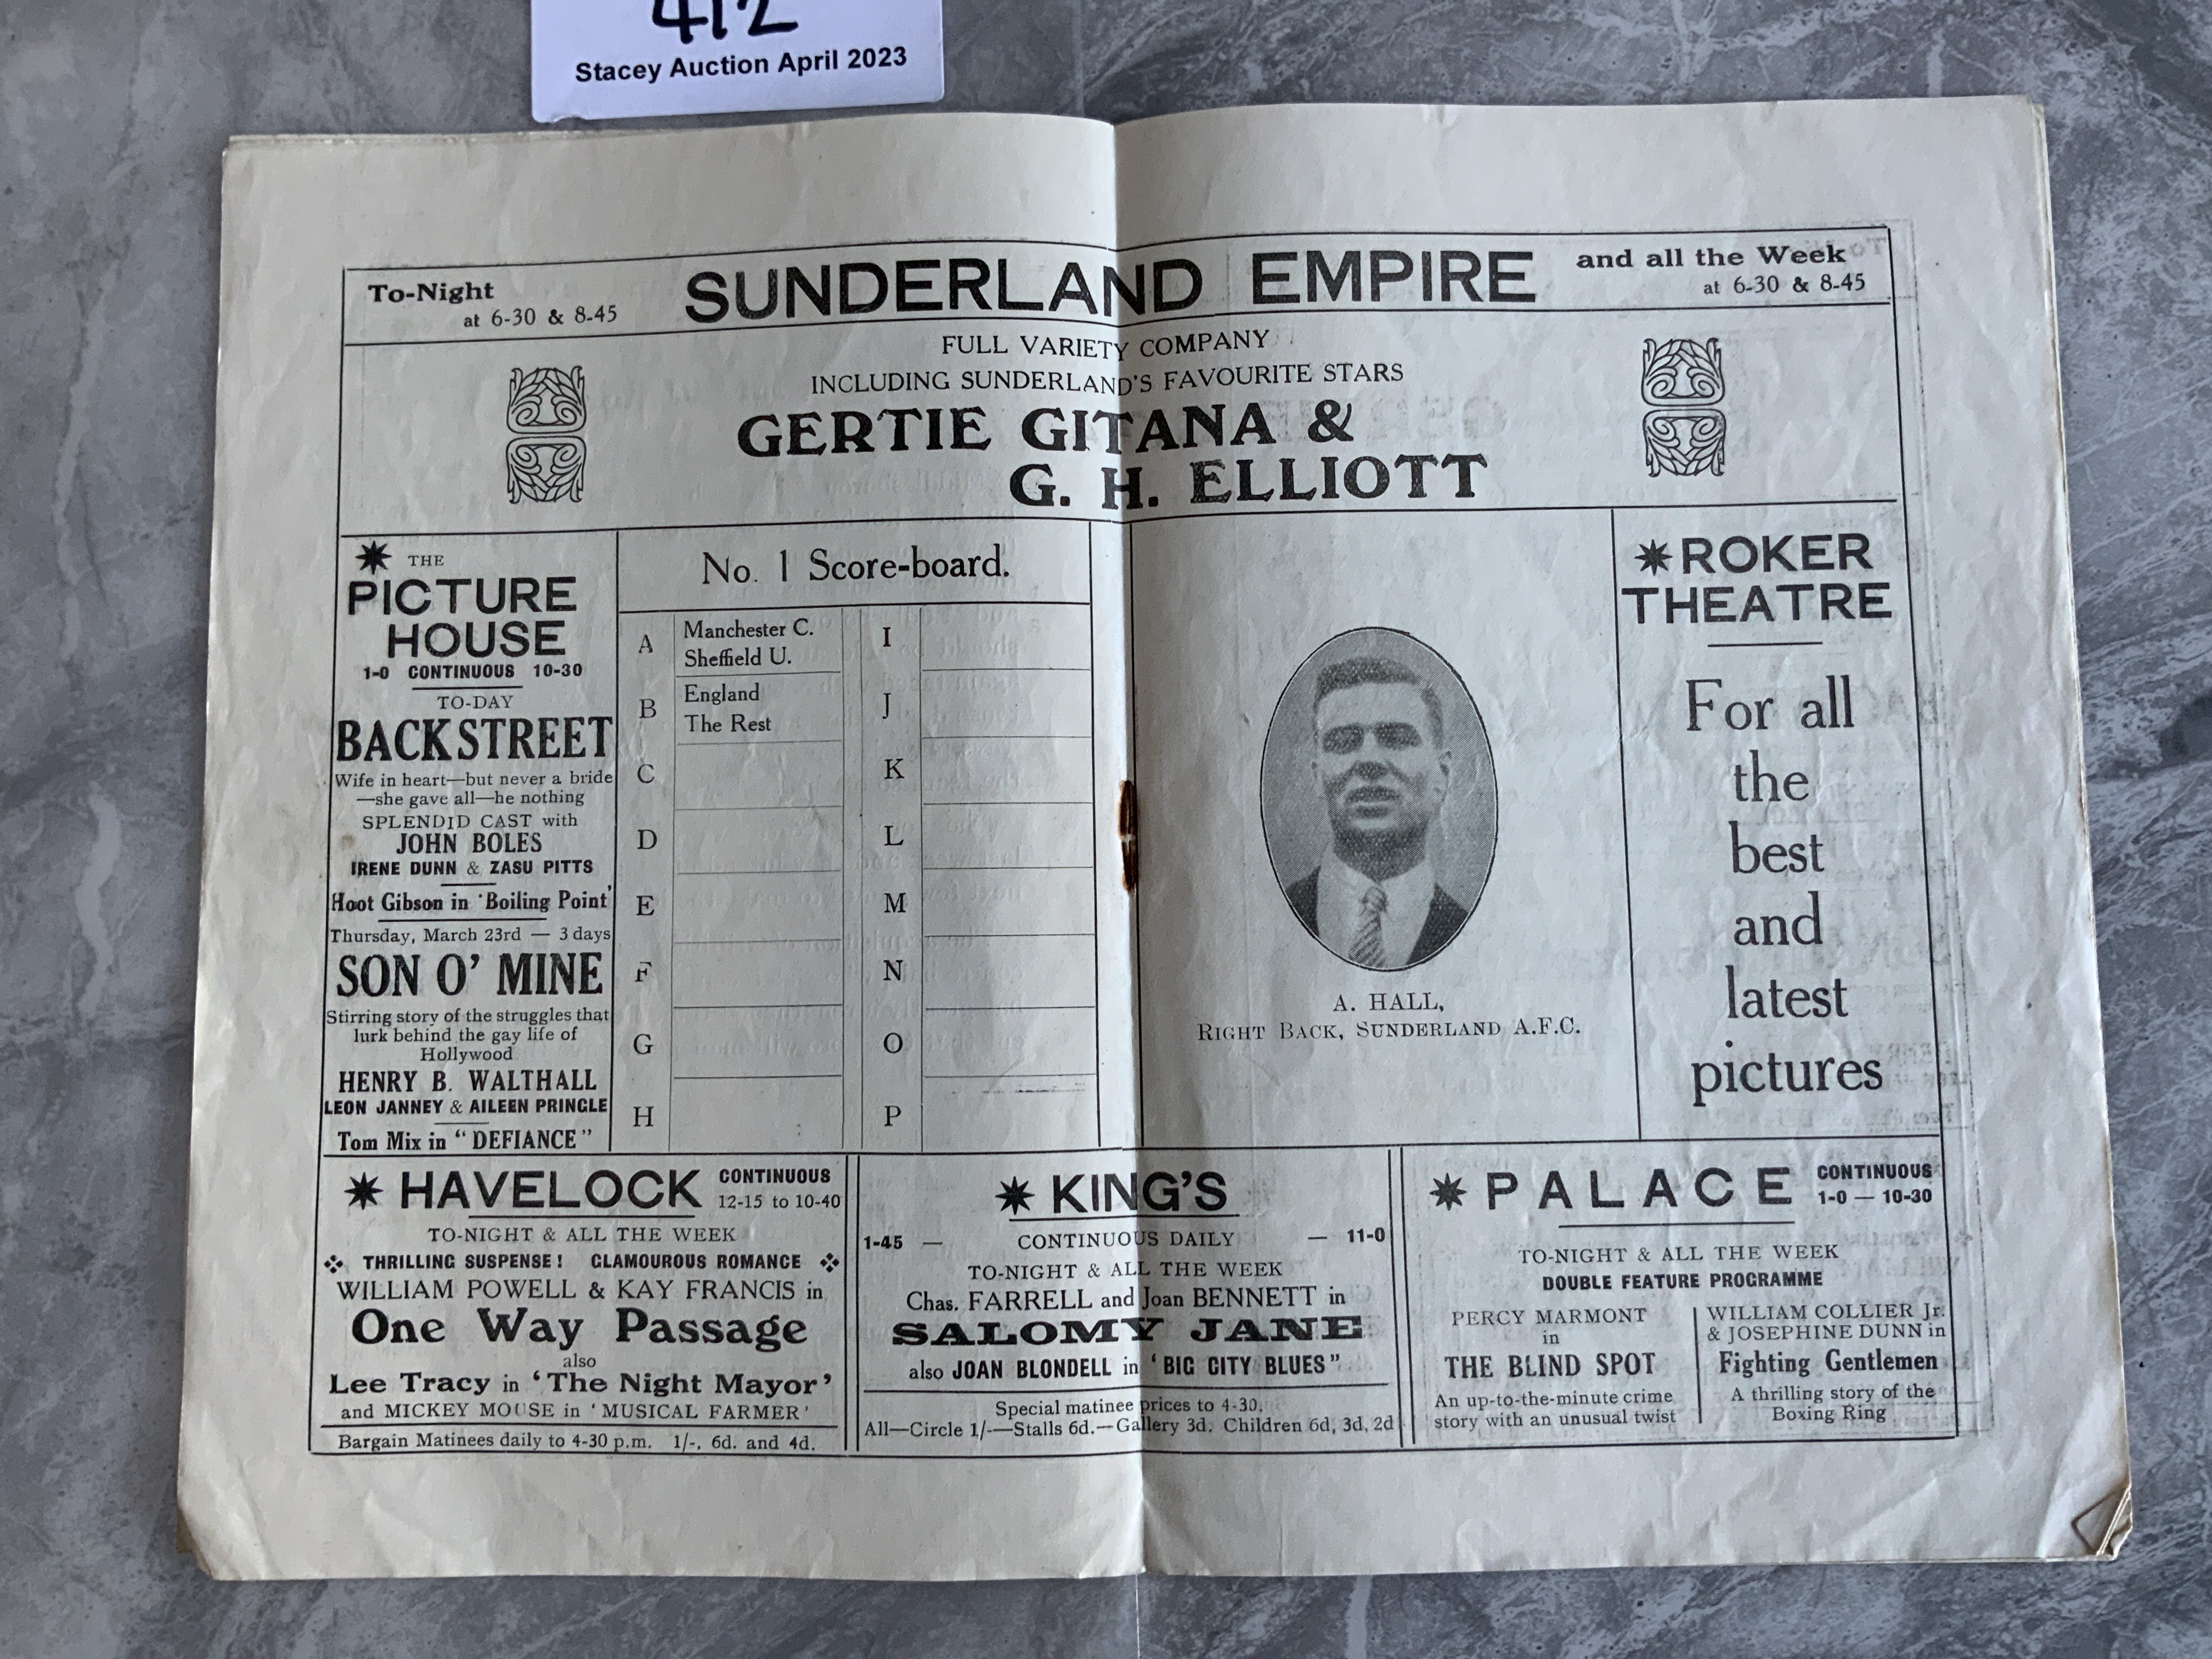 412
Stacey Auction April 2023
To-Night
at 6-30 & 8-45
SUNDERLAND EMPIRE
and all the Week
at 6-30 & 8-45
FULL VARIETY COMPANY
INCLUDING SUNDERLAND'S FAVOURITE STARS
GERTIE GITANA &
G. H. ELLIOTT
THE
PICTURE
HOUSE
1-0 CONTINUOUS 10-30
TO-DAY
BACK STREET
Wife in heart—but never a bride
—she gave all—he nothing
SPLENDID CAST with
JOHN BOLES
IRENE DUNN & ZASU PITTS
Hoot Gibson in 'Boiling Point'
Thursday, March 23rd — 3 days
SON O' MINE
Stirring story of the struggles that
lurk behind the gay life of
Hollywood
HENRY B. WALTHALL
LEON JANNEY & AILEEN PRINGLE
Tom Mix in "DEFIANCE"
No. 1 Score-board.
A
Manchester C.
Sheffield U.
B
England
The Rest
C
D
E
F
G
H
I
J
K
L
M
N
O
P
A. HALL,
RIGHT BACK, SUNDERLAND A.F.C.
ROKER
THEATRE
For all
the
best
and
latest
pictures
HAVELOCK
CONTINUOUS
12-15 to 10-40
TO-NIGHT & ALL THE WEEK
THRILLING SUSPENSE! GLAMOUROUS ROMANCE
WILLIAM POWELL & KAY FRANCIS in
One Way Passage
also
Lee Tracy in 'The Night Mayor'
and MICKEY MOUSE in 'MUSICAL FARMER'
Bargain Matinees daily to 4-30 p.m. 1/-, 6d. and 4d.
KING'S
1-45 — CONTINUOUS DAILY — 11-0
TO-NIGHT & ALL THE WEEK
Chas. FARRELL and Joan BENNETT in
SALOMY JANE
also JOAN BLONDELL in 'BIG CITY BLUES"
Special matinee prices to 4-30.
All—Circle 1/-—Stalls 6d.—Gallery 3d. Children 6d, 3d, 2d
PALACE
CONTINUOUS
1-0 — 10-30
TO-NIGHT & ALL THE WEEK
DOUBLE FEATURE PROGRAMME
PERCY MARMONT
in
THE BLIND SPOT
An up-to-the-minute crime
story with an unusual twist
WILLIAM COLLIER Jr.
& JOSEPHINE DUNN in
Fighting Gentlemen
A thrilling story of the
Boxing Ring